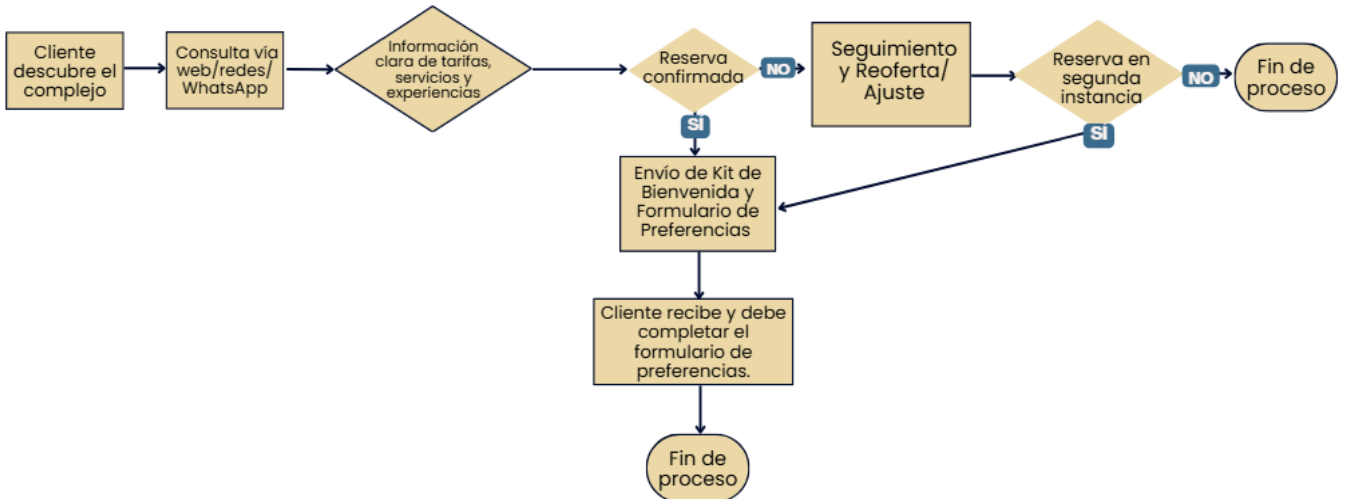 Cliente
descubre el
complejo
Consulta vía
web/redes/
WhatsApp
Información
clara de tarifas,
servicios y
experiencias
Reserva
confirmada
NO
Seguimiento
y Reoferta/
Ajuste
Reserva en
segunda
instancia
NO
Fin de
proceso
SÍ
SÍ
Envío de Kit de
Bienvenida y
Formulario de
Preferencias
Cliente recibe y debe
completar el
formulario de
preferencias.
Fin de
proceso